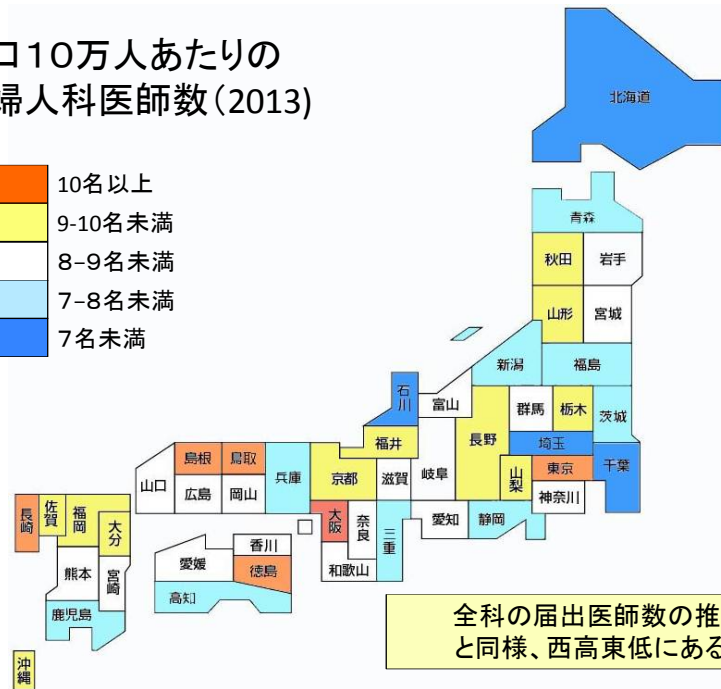 口10万人あたりの
婦人科医師数(2013)
10名以上
9-10名未満
8-9名未満
7-8名未満
7名未満
北海道
青森
秋田
岩手
山形
宮城
新潟
福島
石川
富山
群馬
栃木
茨城
福井
長野
埼玉
千葉
島根
鳥取
兵庫
京都
滋賀
岐阜
山梨
東京
山口
広島
岡山
神奈川
長崎
佐賀
福岡
大分
大阪
奈良
三重
愛知
静岡
香川
和歌山
愛媛
徳島
熊本
宮崎
高知
鹿児島
沖縄
全科の届出医師数の推
と同様、西高東低にある